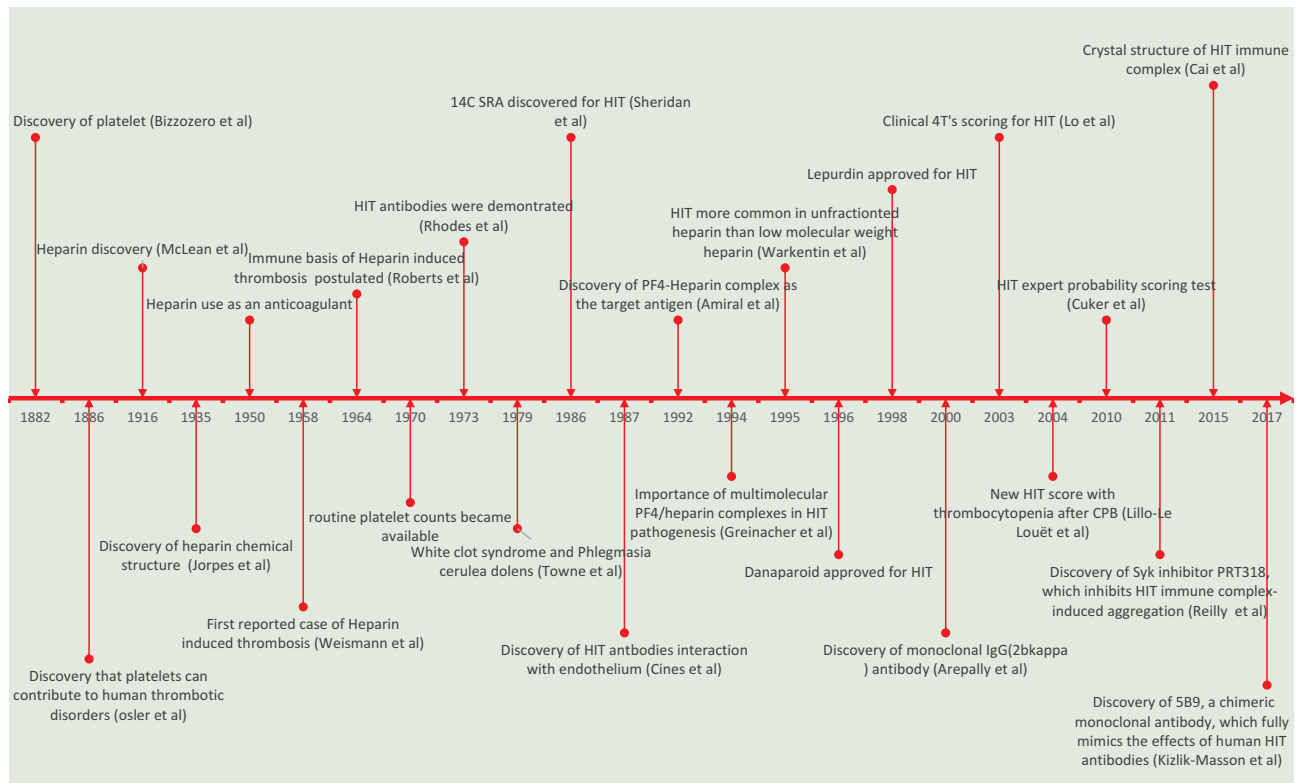 Crystal structure of HIT immune
complex (Cai et al)
14C SRA discovered for HIT (Sheridan
et al)
Discovery of platelet (Bizzozero et al)
Clinical 4T's scoring for HIT (Lo et al)
Lepurdin approved for HIT
HIT antibodies were demontrated
(Rhodes et al)
HIT more common in unfractionted
heparin than low molecular weight
heparin (Warkentin et al)
Heparin discovery (McLean et al)
Immune basis of Heparin induced
thrombosis postulated (Roberts et al)
Discovery of PF4-Heparin complex as
the target antigen (Amiral et al)
HIT expert probability scoring test
(Cuker et al)
Heparin use as an anticoagulant
1882 1886 1916 1935 1950 1958 1964 1970 1973 1979 1986 1987 1992 1994 1995 1996 1998 2000 2003 2004 2010 2011 2015 2017
Importance of multimolecular
PF4/heparin complexes in HIT
pathogenesis (Greinacher et al)
New HIT score with
thrombocytopenia after CPB (Lillo-Le
Louët et al)
routine platelet counts became
available
Discovery of heparin chemical
structure (Jorpes et al)
White clot syndrome and Phlegmasia
cerulea dolens (Towne et al)
Danaparoid approved for HIT
Discovery of Syk inhibitor PRT318,
which inhibits HIT immune complex-
induced aggregation (Reilly et al)
First reported case of Heparin
induced thrombosis (Weismann et al)
Discovery of HIT antibodies interaction
with endothelium (Cines et al)
Discovery of monoclonal IgG(2bkappa
) antibody (Arepally et al)
Discovery that platelets can
contribute to human thrombotic
disorders (osler et al)
Discovery of 5B9, a chimeric
monoclonal antibody, which fully
mimics the effects of human HIT
antibodies (Kizlik-Masson et al)